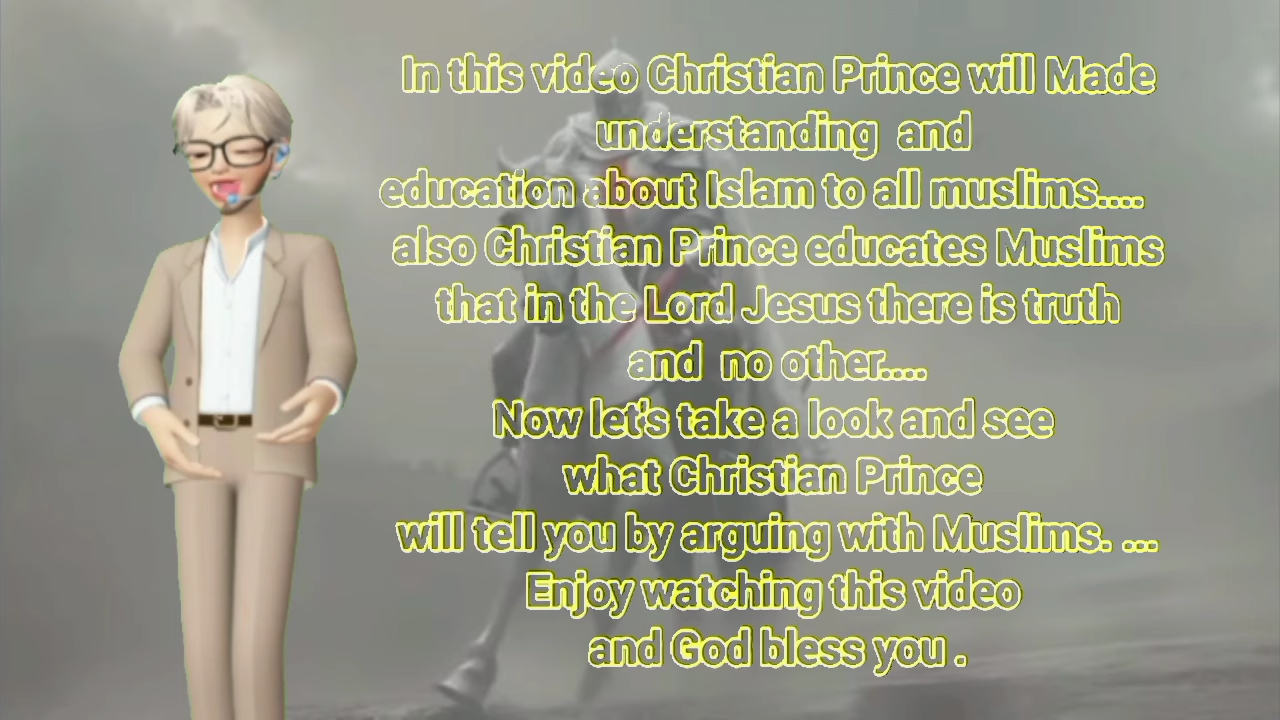 In this video Christian Prince will Made
understanding and
education about Islam to all muslims....
also Christian Prince educates Muslims
that in the Lord Jesus there is truth
and no other....
Now let's take a look and see
what Christian Prince
will tell you by arguing with Muslims. ...
Enjoy watching this video
and God bless you .